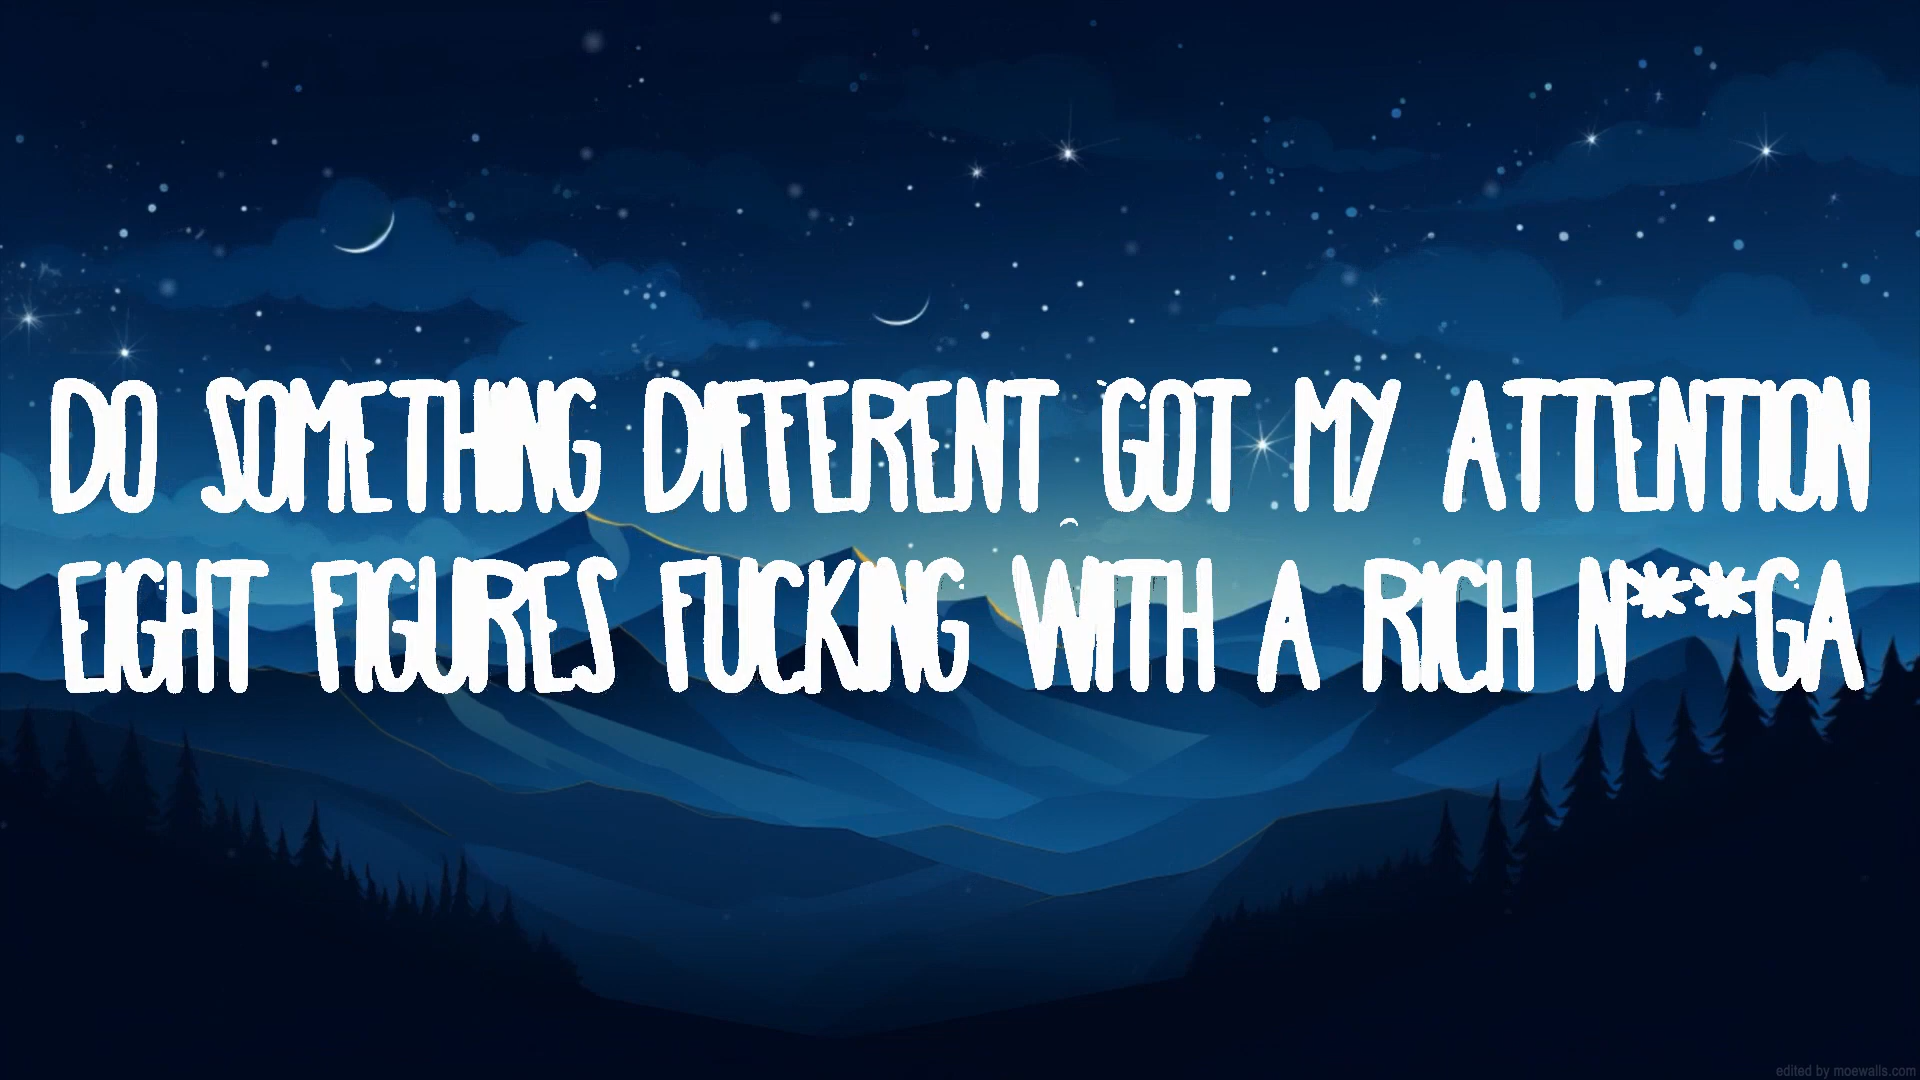 DO SOMETHING DIFFERENT GOT MY ATTENTION
EIGHT FIGURES FUCKING WITH A RICH N**GA
edited by moewalls.com